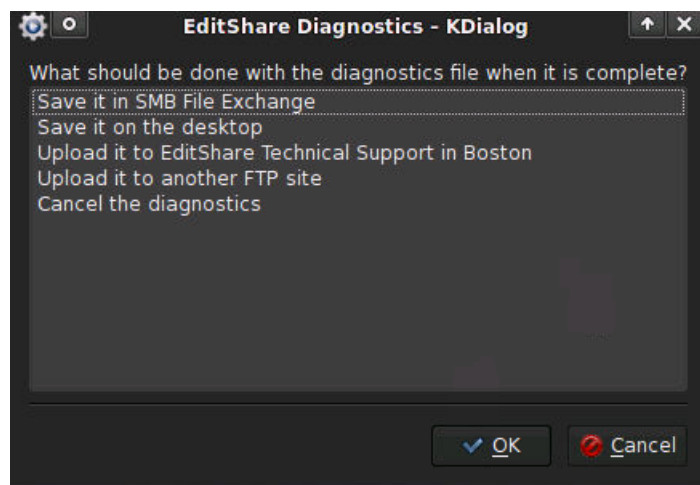 EditShare Diagnostics - KDialog
What should be done with the diagnostics file when it is complete?
Save it in SMB File Exchange
Save it on the desktop
Upload it to EditShare Technical Support in Boston
Upload it to another FTP site
Cancel the diagnostics
OK
Cancel